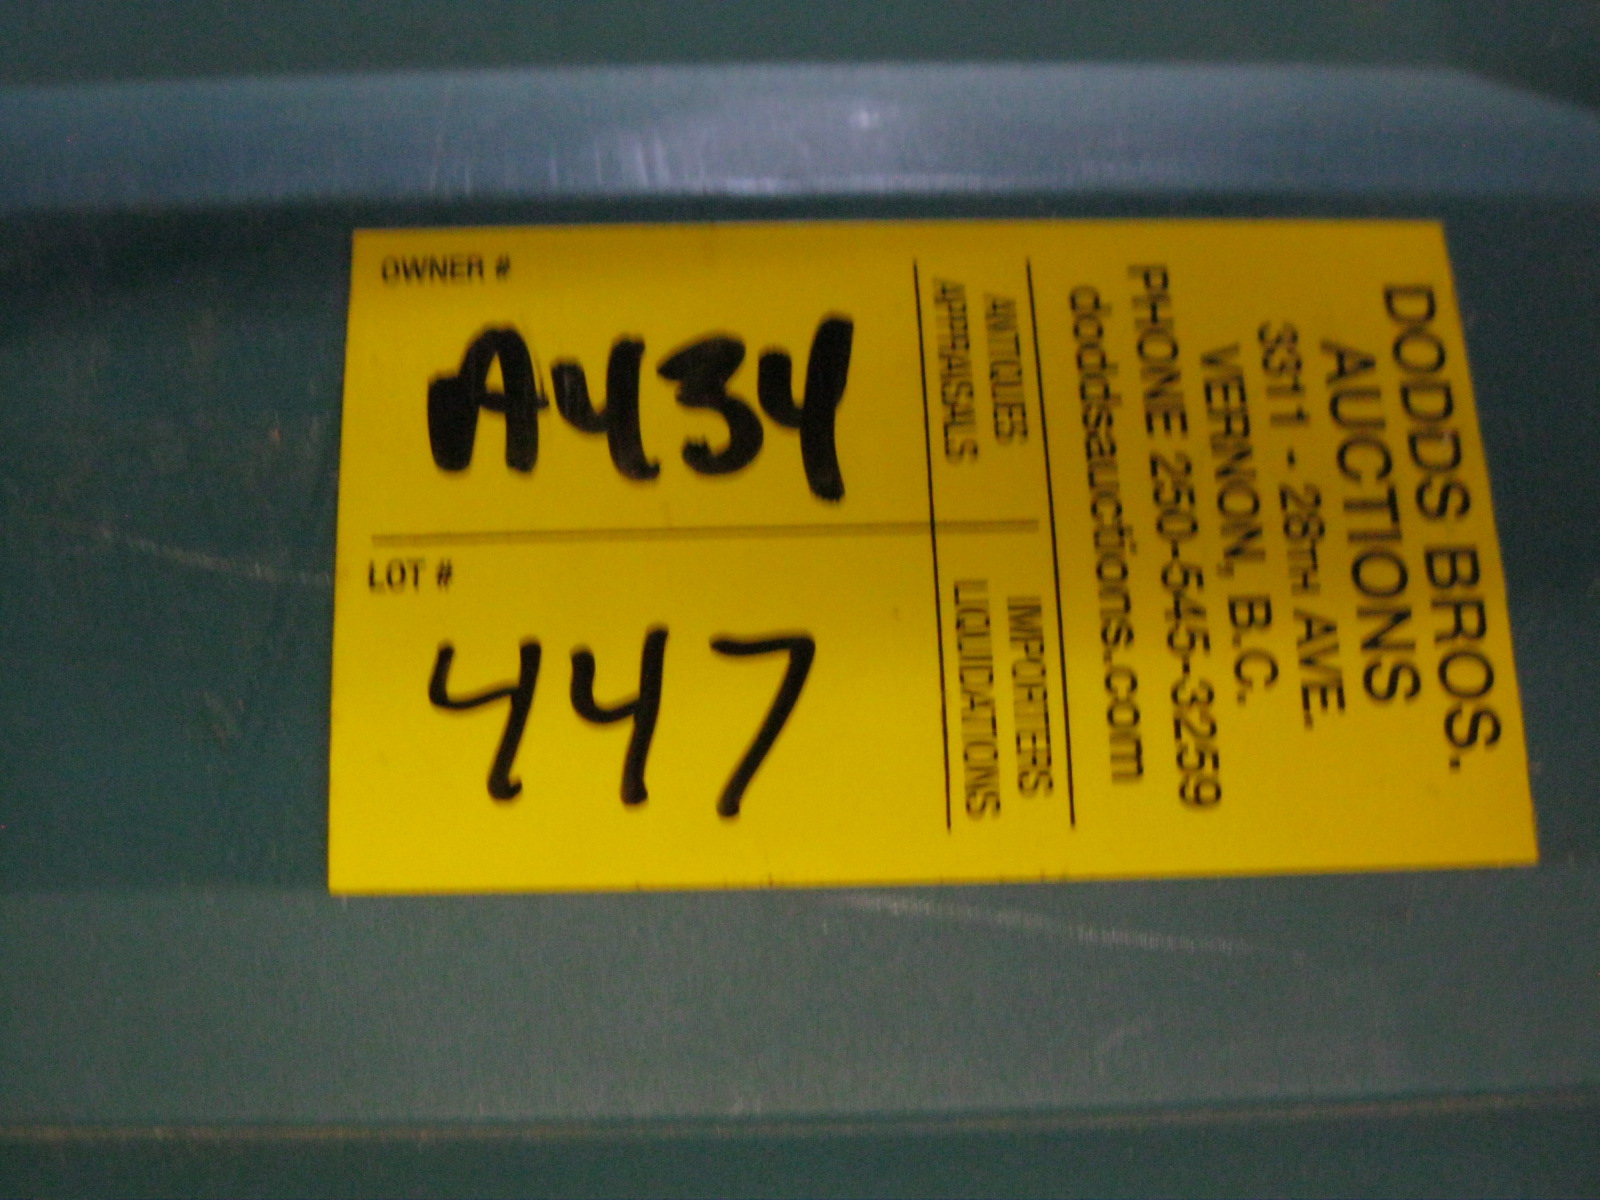 OWNER #
A434
LOT #
447
DODDS BROS.
AUCTIONS
3311 - 28TH AVE.
VERNON, B.C.
PHONE 250-545-3259
doddsauctions.com
ANTIQUES IMPORTERS
APPRAISALS LIQUIDATIONS